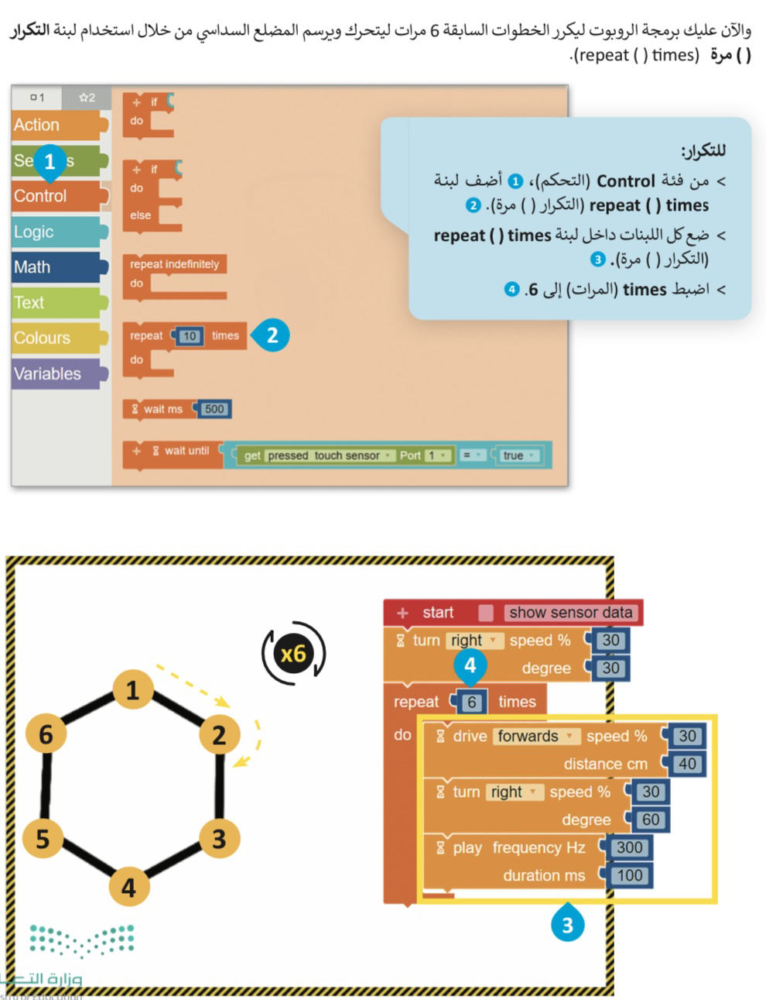 والآن عليك برمجة الروبوت ليكرر الخطوات السابقة 6 مرات ليتحرك ويرسم المضلع السداسي من خلال استخدام لبنة التكرار
( ) مرة (repeat ( ) times).
1
2
Action
Se 1 s
Control
Logic
Math
Text
Colours
Variables
+ if
do
+ if
do
else
repeat indefinitely
do
repeat 10 times
2
do
wait ms 500
+ wait until get pressed touch sensor Port 1 = true
للتكرار:
> من فئة Control (التحكم)، 1 أضف لبنة
repeat ( ) times (التكرار ( ) مرة). 2
> ضع كل اللبنات داخل لبنة repeat ( ) times
(التكرار ( ) مرة). 3
> اضبط times (المرات) إلى 6. 4
x6
1
2
3
4
5
6
+ start show sensor data
turn right speed % 30
degree 30
4
repeat 6 times
do
drive forwards speed % 30
distance cm 40
turn right speed % 30
degree 60
play frequency Hz 300
duration ms 100
3
وزارة التعـ